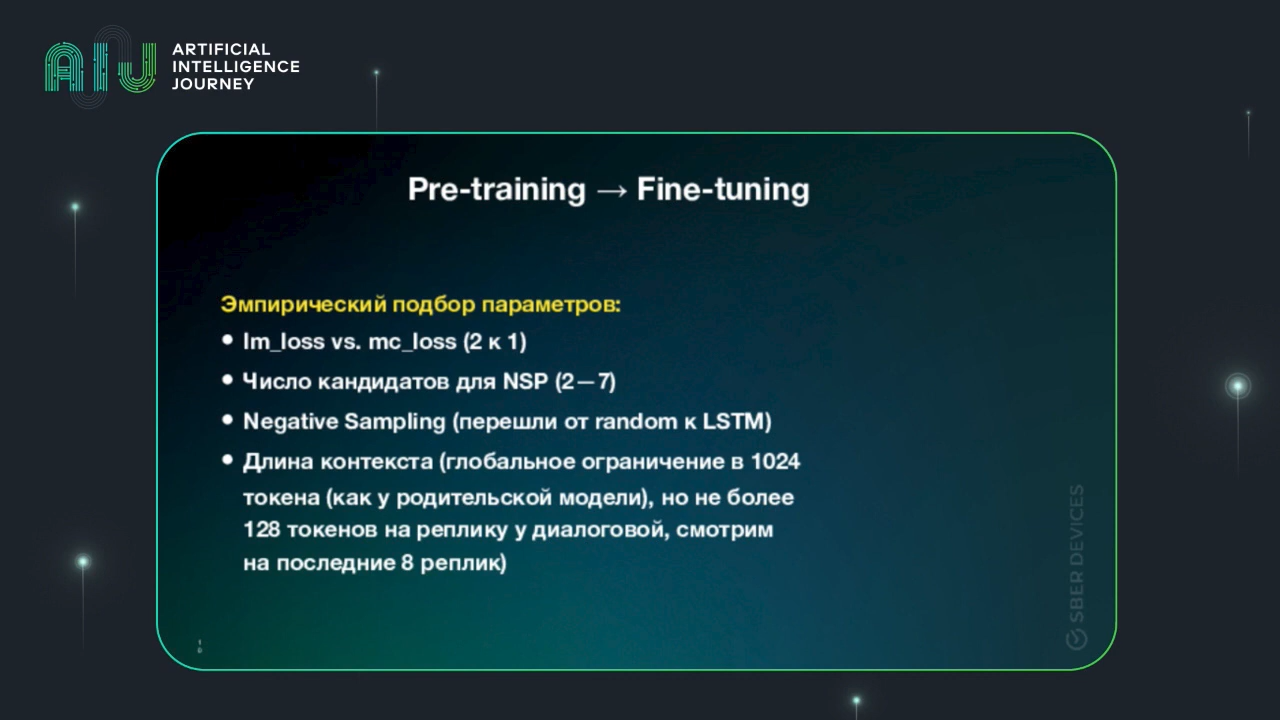 AIJ
ARTIFICIAL
INTELLIGENCE
JOURNEY
Pre-training → Fine-tuning
Эмпирический подбор параметров:
• lm_loss vs. mc_loss (2 к 1)
• Число кандидатов для NSP (2—7)
• Negative Sampling (перешли от random к LSTM)
• Длина контекста (глобальное ограничение в 1024
токена (как у родительской модели), но не более
128 токенов на реплику у диалоговой, смотрим
на последние 8 реплик)
SBER DEVICES